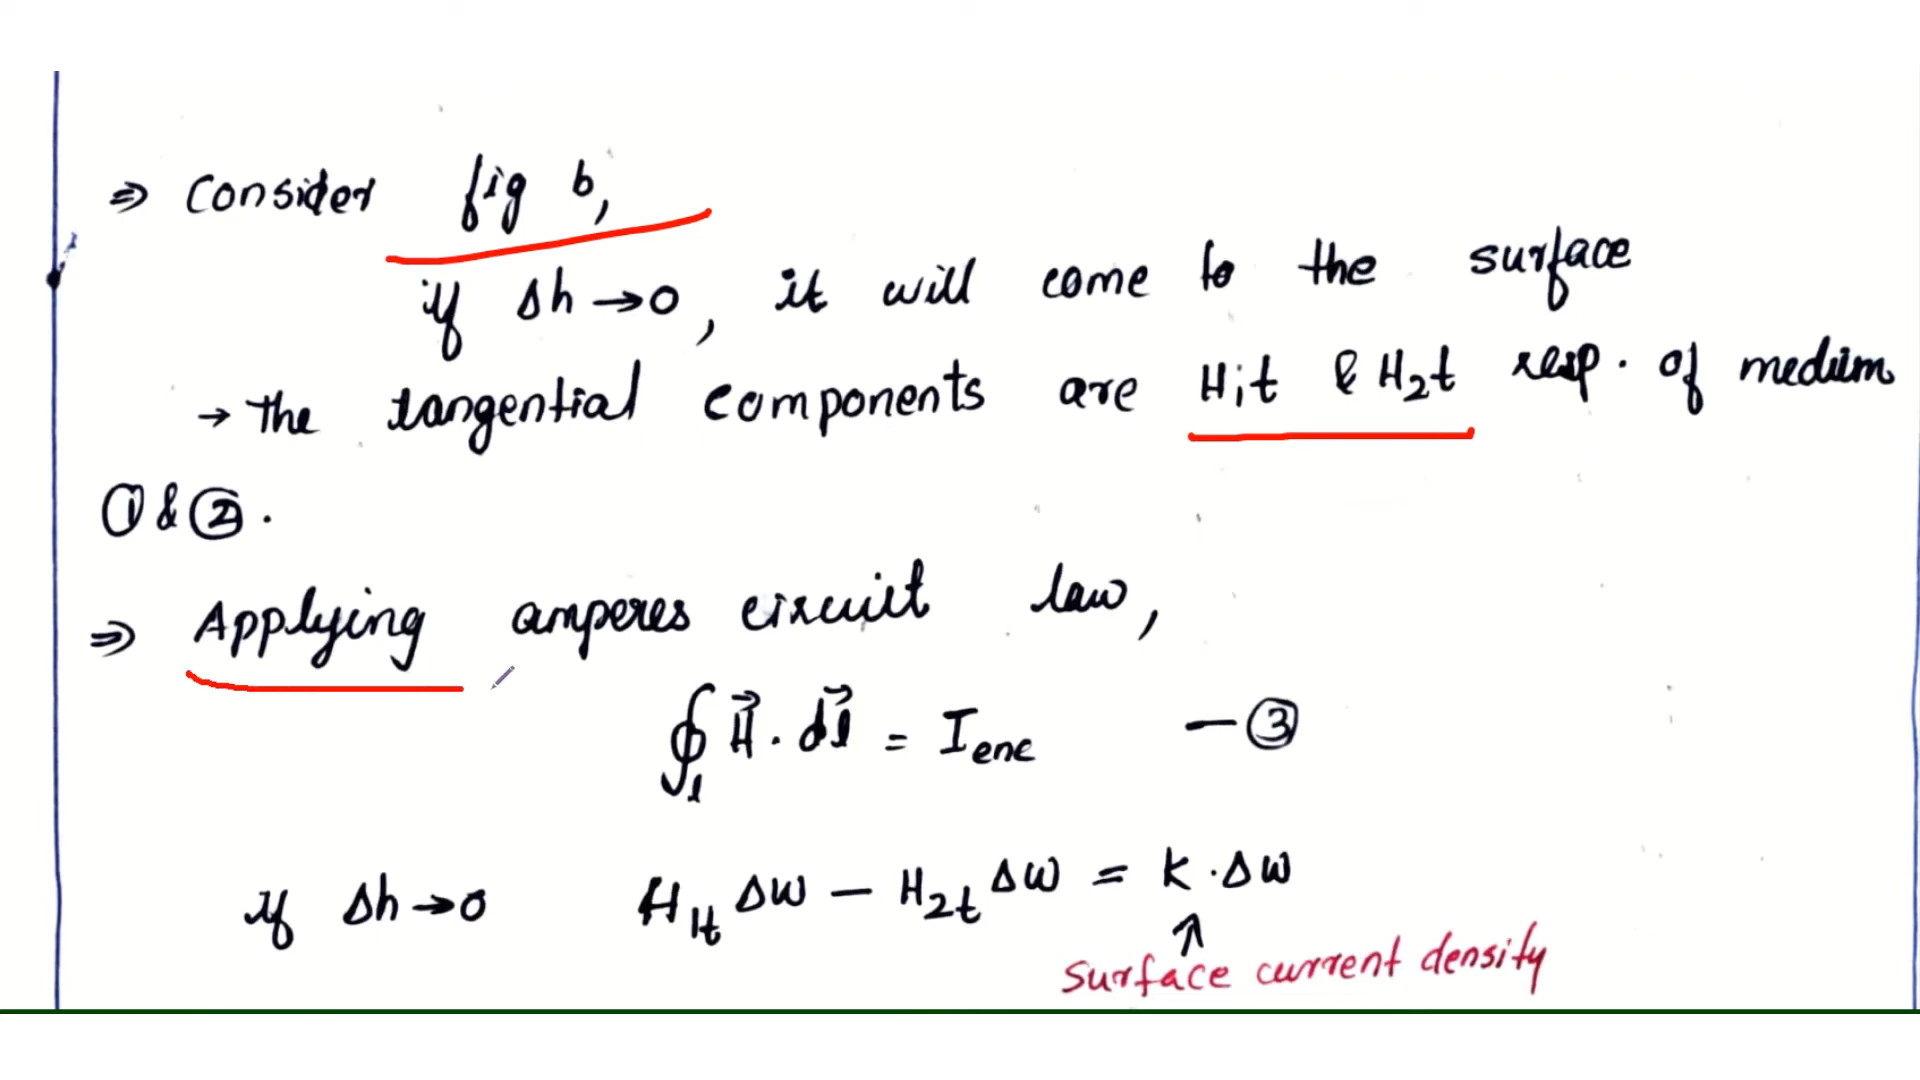 ⇒ Consider fig b,
if Δh→0, it will come to the surface
→ The tangential components are H1t & H2t resp. of medium
① & ②.
⇒ Applying amperes circuit law,
∮l H⃗ . dl⃗ = Ienc — ③
if Δh→0 H1t Δw − H2t Δw = K . Δw
↑
Surface current density